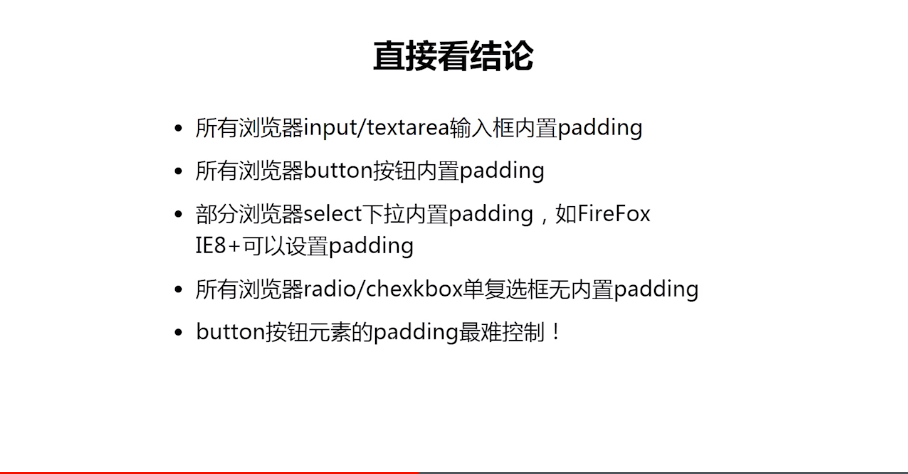 直接看结论
• 所有浏览器input/textarea输入框内置padding
• 所有浏览器button按钮内置padding
• 部分浏览器select下拉内置padding，如FireFox
IE8+可以设置padding
• 所有浏览器radio/chexkbox单复选框无内置padding
• button按钮元素的padding最难控制！